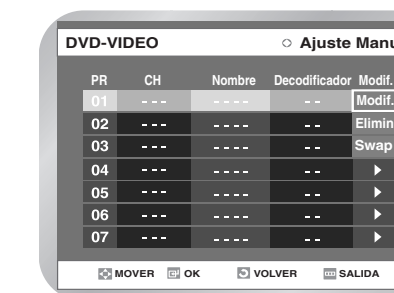 DVD-VIDEO ○ Ajuste Manu
PR CH Nombre Decodificador Modif.
01 - - - - - - - - - Modif.
02 - - - - - - - - - Elimin
03 - - - - - - - - - Swap
04 - - - - - - - - - ►
05 - - - - - - - - - ►
06 - - - - - - - - - ►
07 - - - - - - - - - ►
MOVER OK VOLVER SALIDA